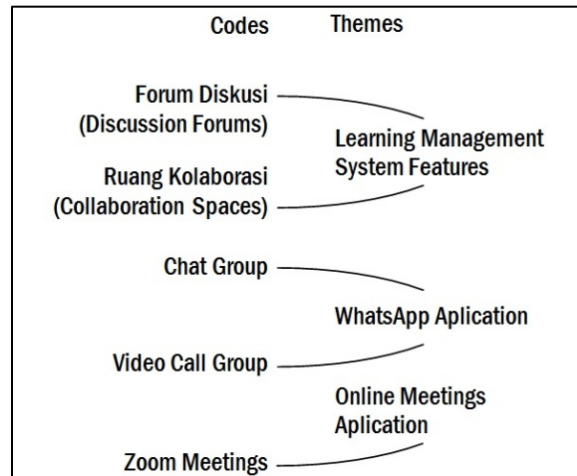 Codes Themes
Forum Diskusi
(Discussion Forums)
Learning Management
System Features
Ruang Kolaborasi
(Collaboration Spaces)
Chat Group
WhatsApp Aplication
Video Call Group
Online Meetings
Aplication
Zoom Meetings